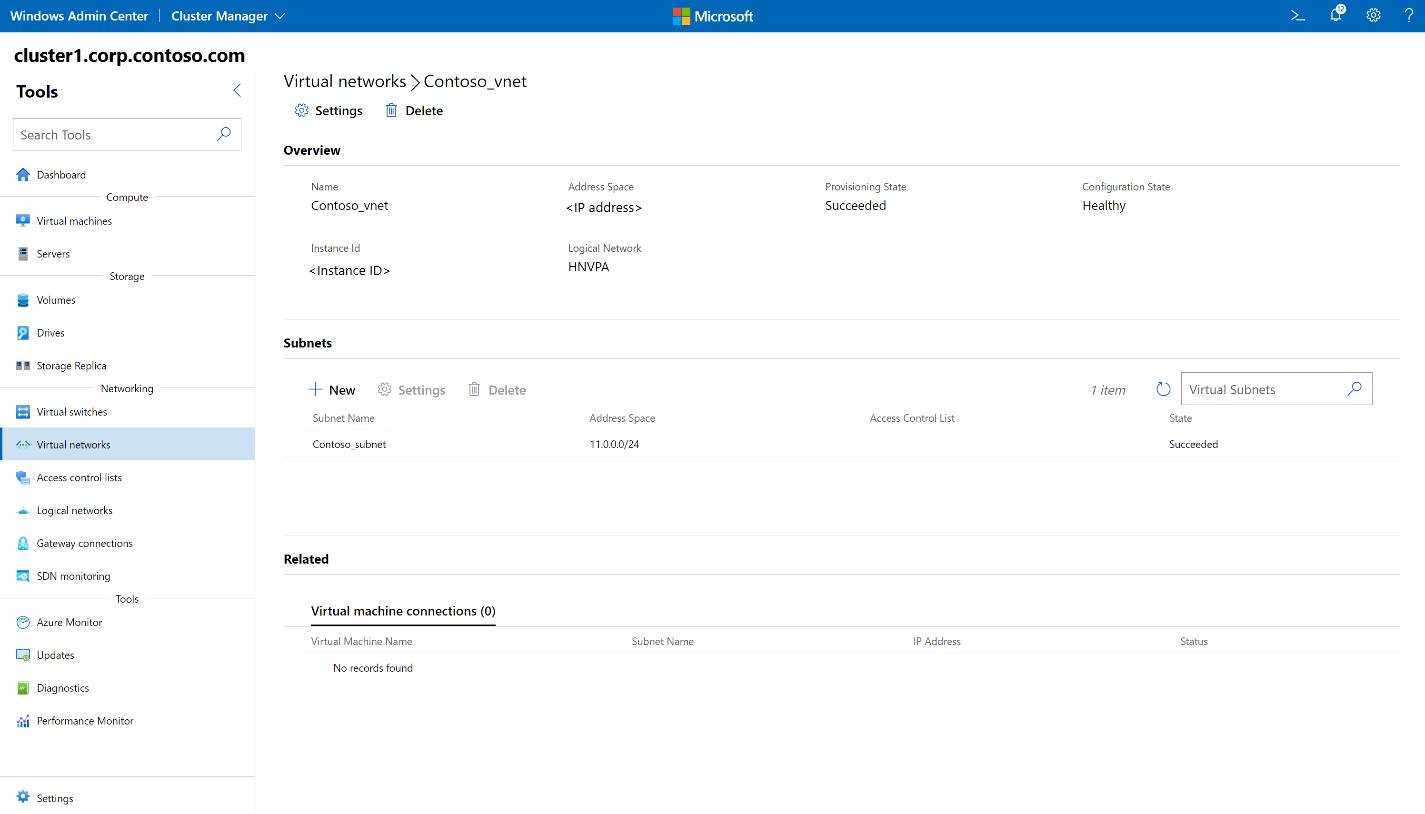 Windows Admin Center | Cluster Manager
Microsoft
12
cluster1.corp.contoso.com
Tools
Search Tools
Dashboard
Compute
Virtual machines
Servers
Storage
Volumes
Drives
Storage Replica
Networking
Virtual switches
Virtual networks
Access control lists
Logical networks
Gateway connections
SDN monitoring
Tools
Azure Monitor
Updates
Diagnostics
Performance Monitor
Settings
Virtual networks > Contoso_vnet
Settings Delete
Overview
Name Address Space Provisioning State Configuration State
Contoso_vnet <IP address> Succeeded Healthy
Instance Id Logical Network
<Instance ID> HNVPA
Subnets
New Settings Delete 1 item Virtual Subnets
Subnet Name Address Space Access Control List State
Contoso_subnet 11.0.0.0/24 Succeeded
Related
Virtual machine connections (0)
Virtual Machine Name Subnet Name IP Address Status
No records found